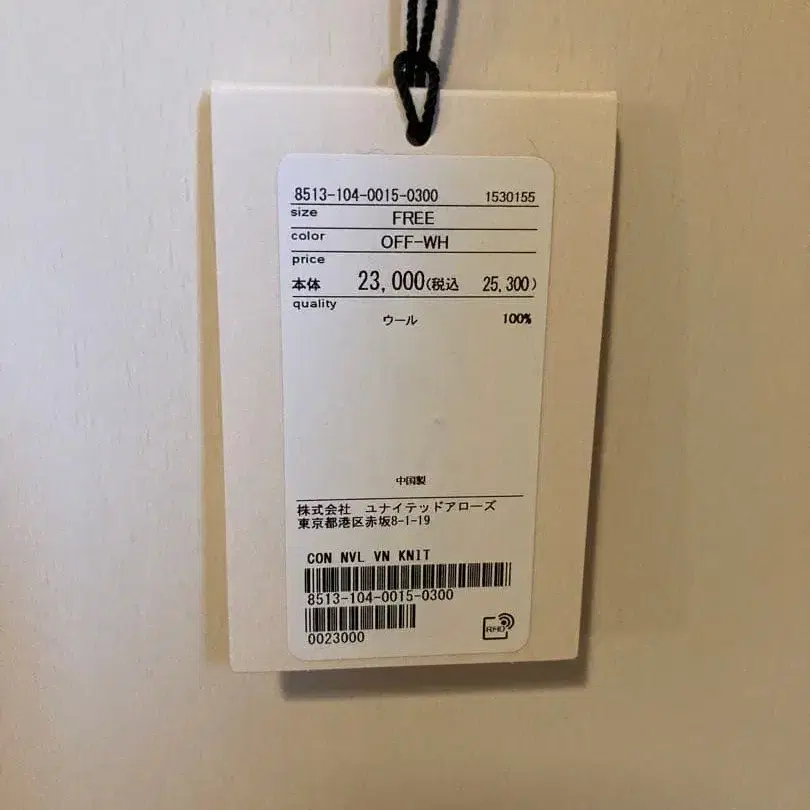 8513-104-0015-0300 1530155
size FREE
color OFF-WH
price
本体 23,000(税込 25,300)
quality
ウール 100%
中国製
株式会社 ユナイテッドアローズ
東京都港区赤坂8-1-19
CON NVL VN KNIT
8513-104-0015-0300
0023000
RFID